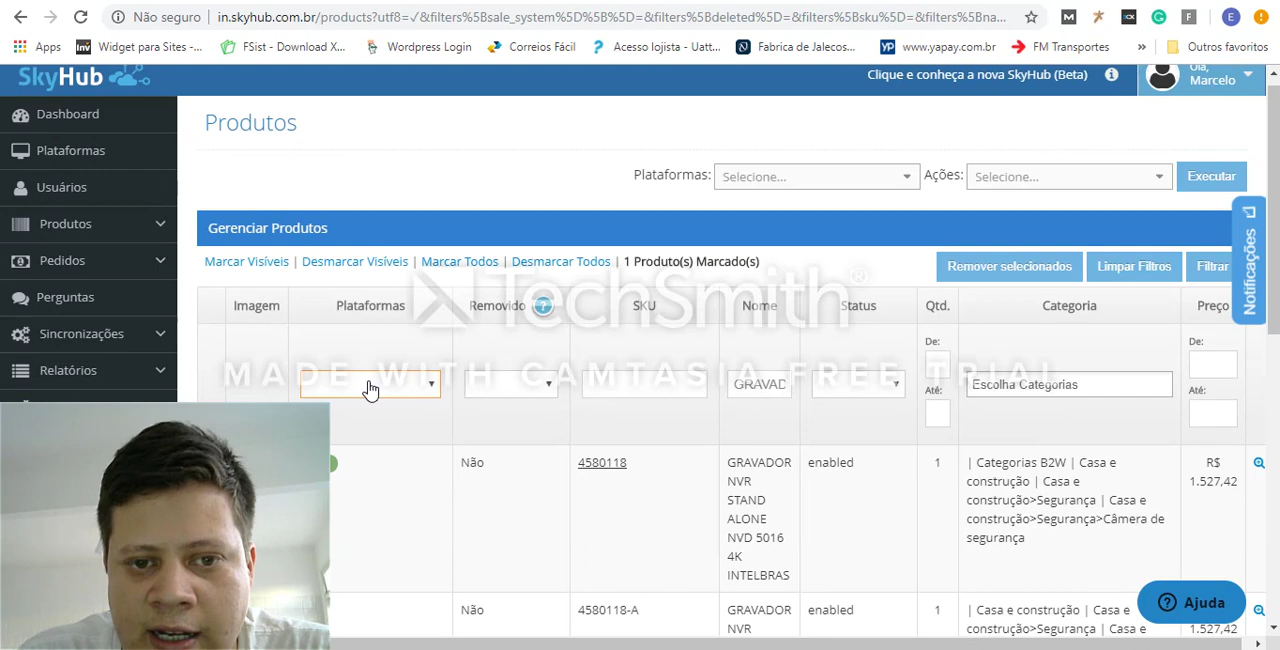 Não seguro
in.skyhub.com.br/products?utf8=✓&filters%5Bsale_system%5D%5B%5D=&filters%5Bdeleted%5D=&filters%5Bsku%5D=&filters%5Bna...
Apps
Widget para Sites -...
FSist - Download X...
Wordpress Login
Correios Fácil
Acesso lojista - Uatt...
Fabrica de Jalecos...
www.yapay.com.br
FM Transportes
»
Outros favoritos
SkyHub
Clique e conheça a nova SkyHub (Beta)
Olá,
Marcelo
Dashboard
Plataformas
Usuários
Produtos
Pedidos
Perguntas
Sincronizações
Relatórios
Produtos
Plataformas: Selecione... Ações: Selecione... Executar
Gerenciar Produtos
Marcar Visíveis | Desmarcar Visíveis | Marcar Todos | Desmarcar Todos | 1 Produto(s) Marcado(s)
Remover selecionados
Limpar Filtros
Filtrar
Notificações
Imagem Plataformas Removido ? SKU Nome Status Qtd. Categoria Preço
TechSmith®
MADE WITH CAMTASIA FREE TRIAL
De:
De:
GRAVAD
Escolha Categorias
Até:
Até:
Não 4580118
GRAVADOR
NVR
STAND
ALONE
NVD 5016
4K
INTELBRAS
enabled
1
| Categorias B2W | Casa e
construção | Casa e
construção>Segurança | Casa e
construção>Segurança>Câmera de
segurança
R$
1.527,42
Não 4580118-A
GRAVADOR
NVR
enabled
1
| Casa e construção | Casa e
construção>Segurança | Casa e
R$
1.527,42
Ajuda